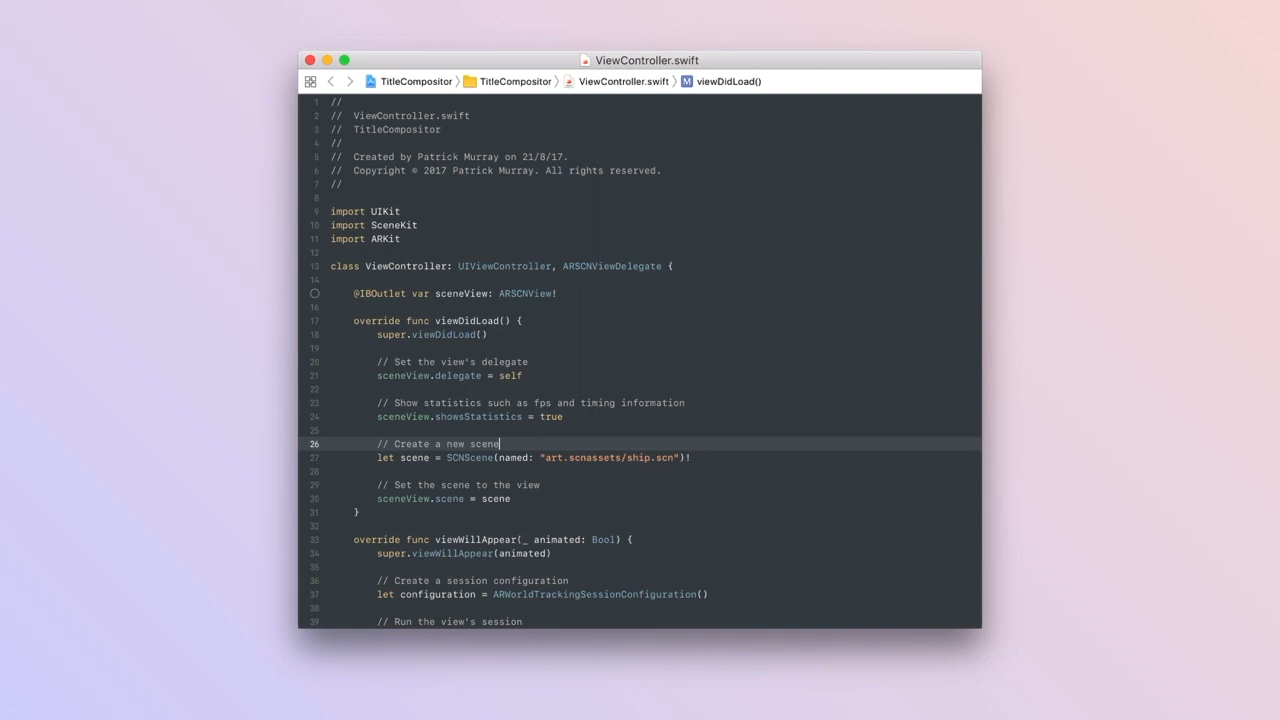 ViewController.swift
TitleCompositor TitleCompositor ViewController.swift M viewDidLoad()
1 //
2 //  ViewController.swift
3 //  TitleCompositor
4 //
5 //  Created by Patrick Murray on 21/8/17.
6 //  Copyright © 2017 Patrick Murray. All rights reserved.
7 //
8
9 import UIKit
10 import SceneKit
11 import ARKit
12
13 class ViewController: UIViewController, ARSCNViewDelegate {
14
@IBOutlet var sceneView: ARSCNView!
16
17 override func viewDidLoad() {
18 super.viewDidLoad()
19
20 // Set the view's delegate
21 sceneView.delegate = self
22
23 // Show statistics such as fps and timing information
24 sceneView.showsStatistics = true
25
26 // Create a new scene
27 let scene = SCNScene(named: "art.scnassets/ship.scn")!
28
29 // Set the scene to the view
30 sceneView.scene = scene
31 }
32
33 override func viewWillAppear(_ animated: Bool) {
34 super.viewWillAppear(animated)
35
36 // Create a session configuration
37 let configuration = ARWorldTrackingSessionConfiguration()
38
39 // Run the view's session